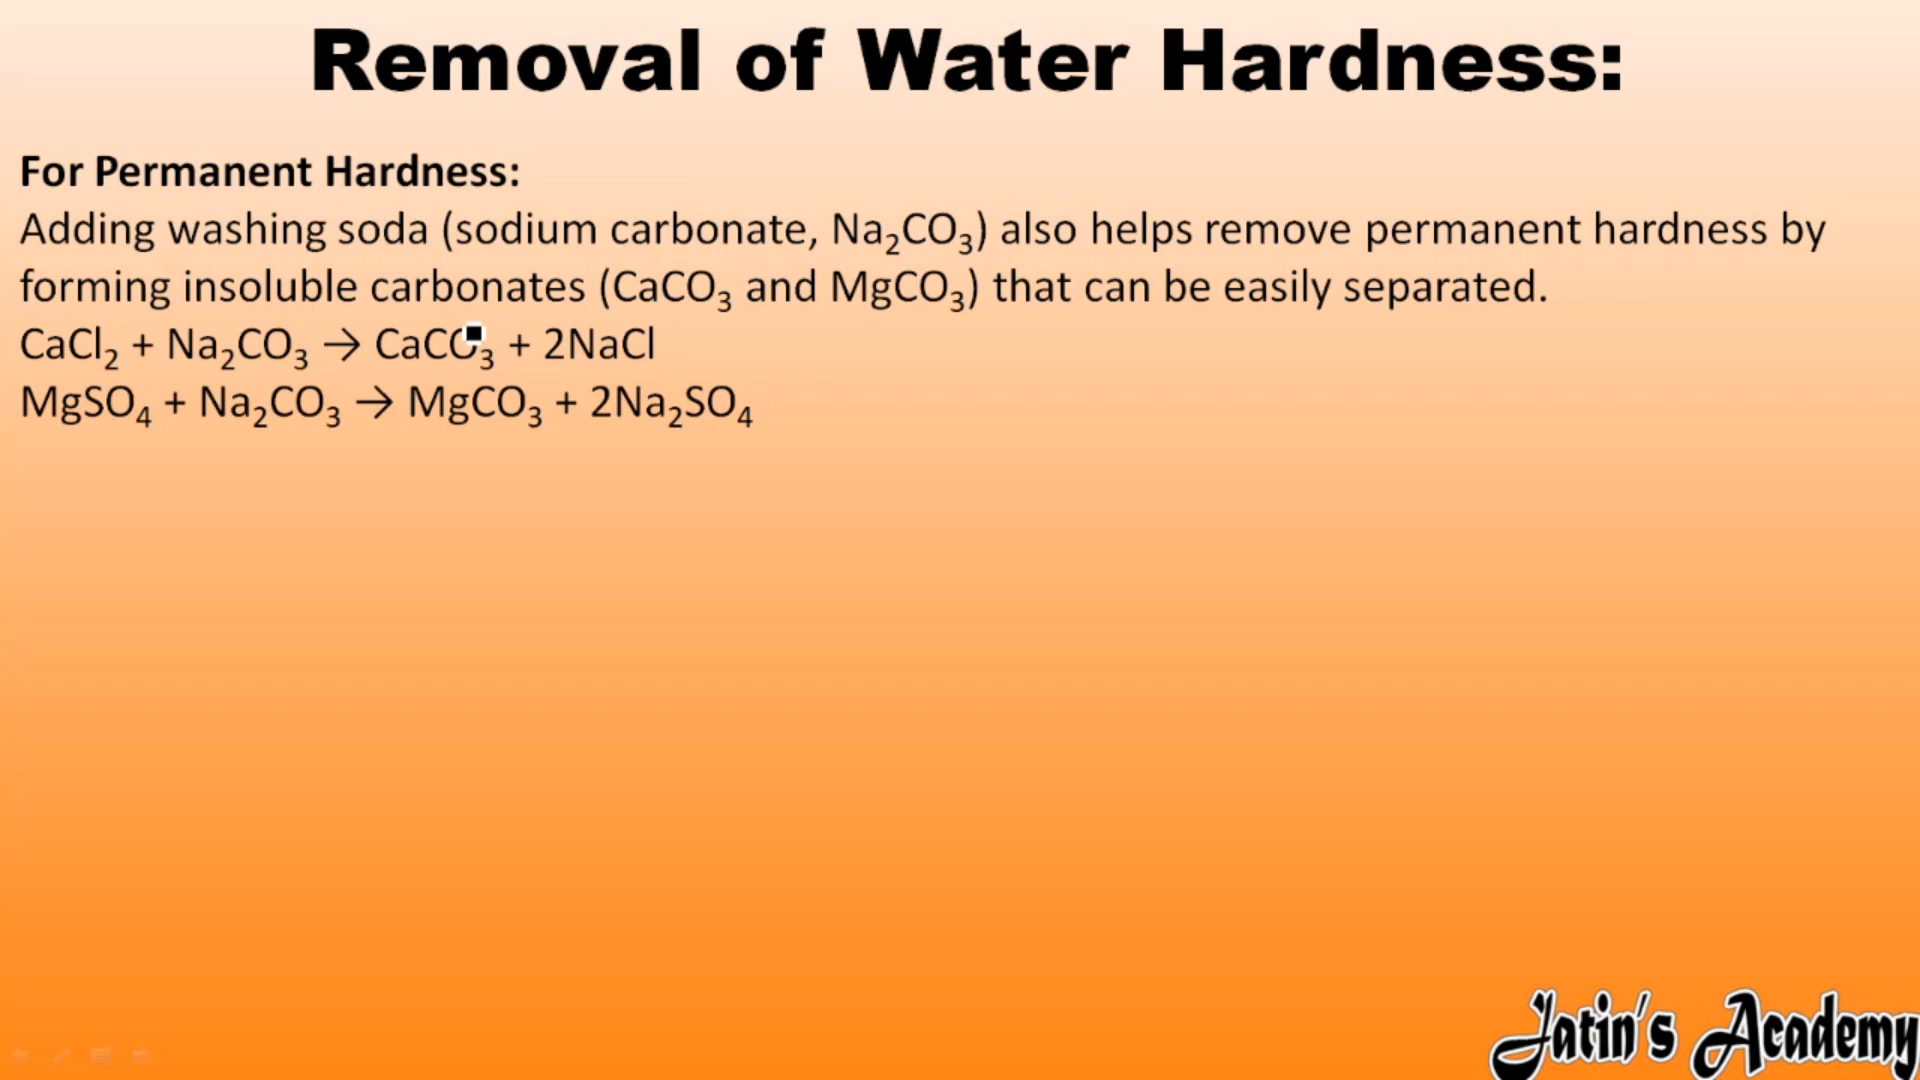 Removal of Water Hardness:
For Permanent Hardness:
Adding washing soda (sodium carbonate, Na₂CO₃) also helps remove permanent hardness by
forming insoluble carbonates (CaCO₃ and MgCO₃) that can be easily separated.
CaCl₂ + Na₂CO₃ → CaCO₃ + 2NaCl
MgSO₄ + Na₂CO₃ → MgCO₃ + 2Na₂SO₄
Jatin's Academy